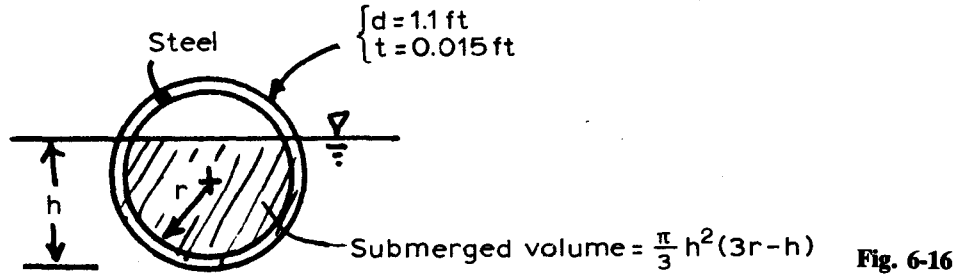 Steel
{d = 1.1 ft
t = 0.015 ft
h
r
Submerged volume = π/3 h²(3r-h)
Fig. 6-16